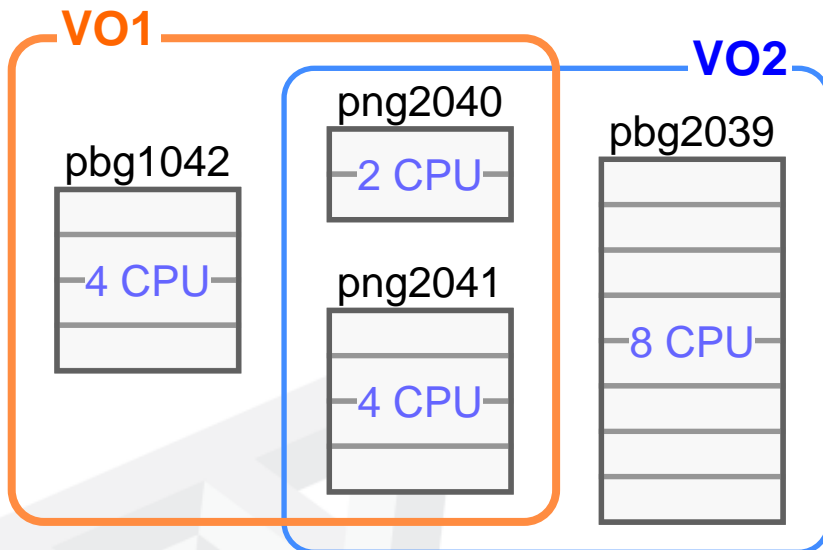 VO1
VO2
pbg1042
4 CPU
png2040
2 CPU
png2041
4 CPU
pbg2039
8 CPU